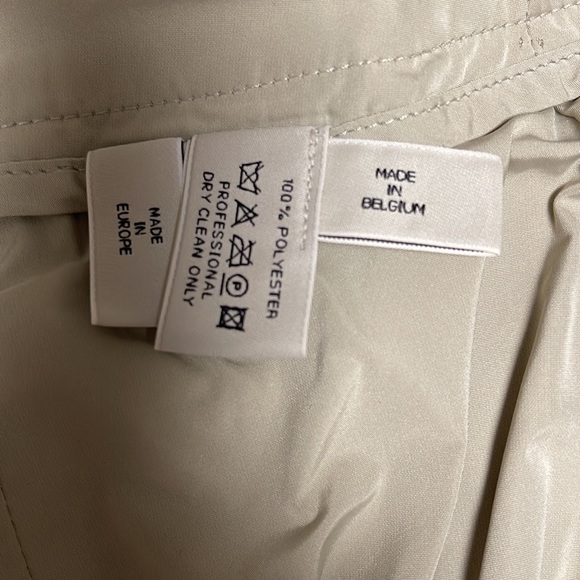 MADE
IN
EUROPE
100% POLYESTER
P
PROFESSIONAL
DRY CLEAN ONLY
MADE
IN
BELGIUM